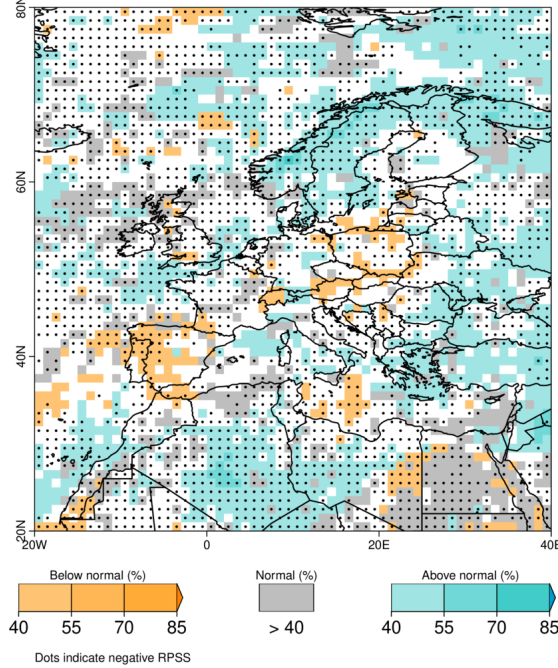 80N
60N
40N
20N
20W 0 20E 40E
Below normal (%) Normal (%) Above normal (%)
40 55 70 85 > 40 40 55 70 85
Dots indicate negative RPSS